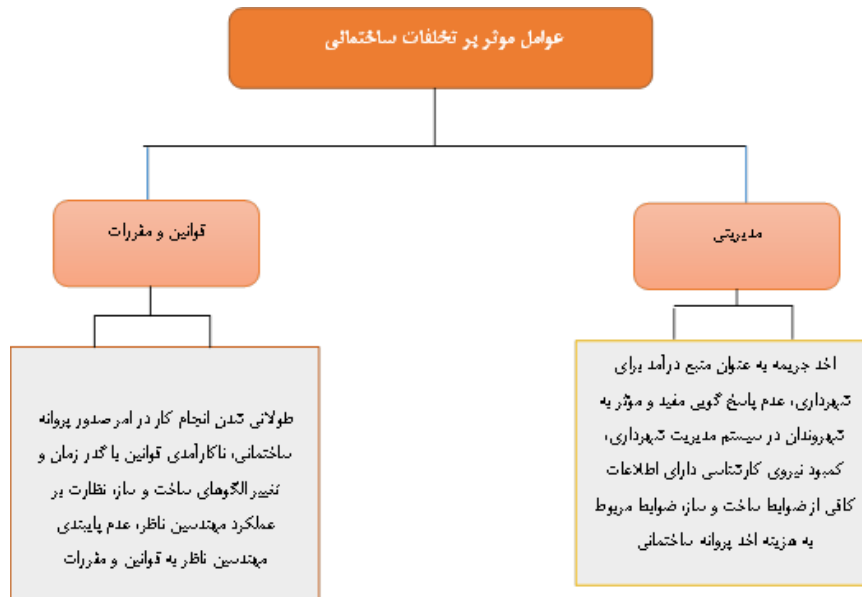 عوامل موثر بر تخلفات ساختمانی
مدیریتی
قوانین و مقررات
اخد جریمه به عنوان منبع درآمد برای
شهرداری، عدم پاسخ گویی مفید و موثر به
شهروندان در سیستم مدیریت شهرداری،
کمبود نیروی کارشناسی دارای اطلاعات
کافی از ضوابط ساخت و ساز، ضوابط مربوط
به هزینه اخد پروانه ساختمانی
طولانی شدن انجام کار در امر صدور پروانه
ساختمانی، ناکارآمدی قوانین با گذر زمان و
تغییر الگوهای ساخت و ساز، نظارت بر
عملکرد مهندسین ناظر، عدم پایبندی
مهندسین ناظر به قوانین و مقررات